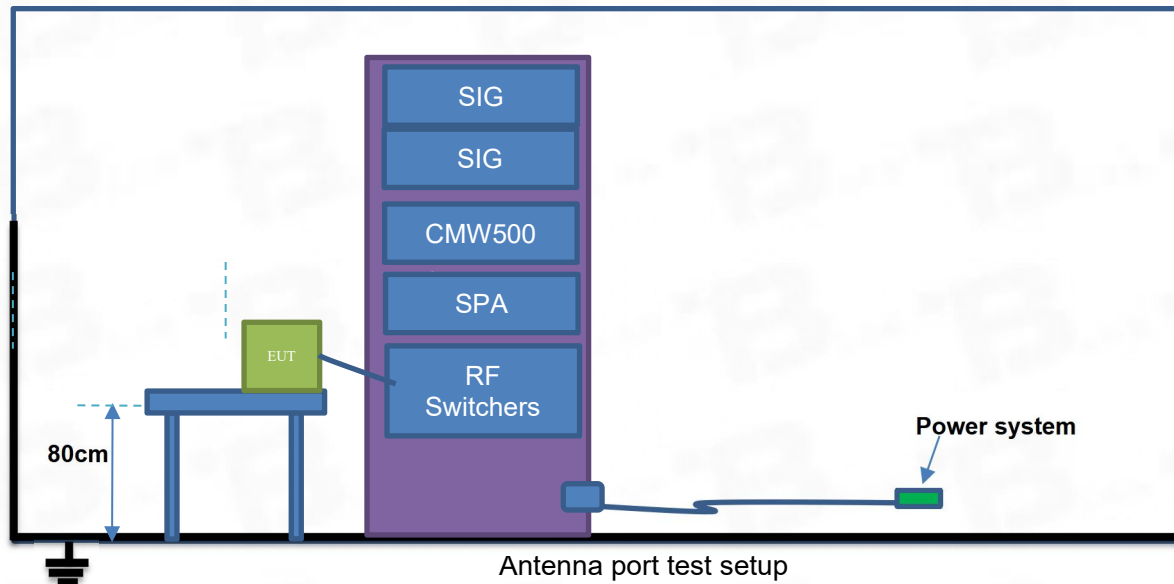 SIG
SIG
CMW500
SPA
EUT
RF
Switchers
80cm
Power system
Antenna port test setup